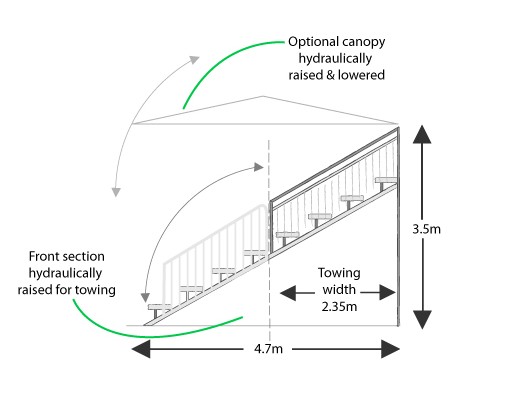 Optional canopy
hydraulically
raised & lowered
3.5m
Front section
hydraulically
raised for towing
Towing
width
2.35m
4.7m